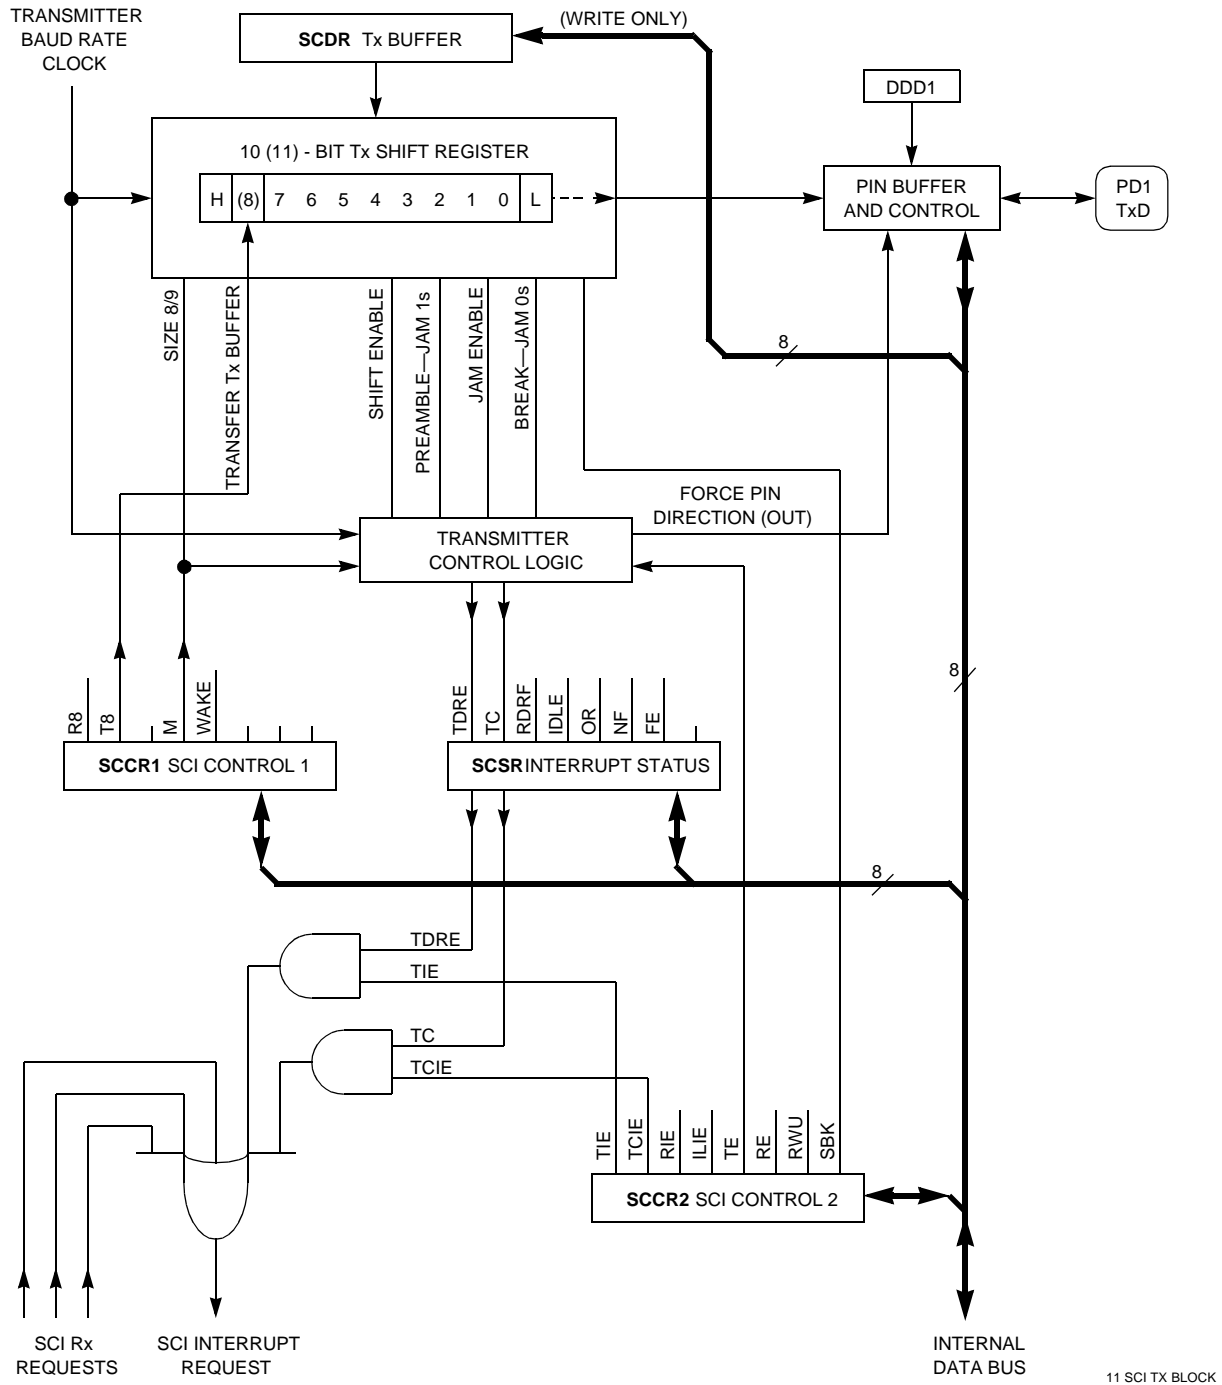 TRANSMITTER
BAUD RATE
CLOCK
(WRITE ONLY)
SCDR Tx BUFFER
DDD1
10 (11) - BIT Tx SHIFT REGISTER
H (8) 7 6 5 4 3 2 1 0 L
PIN BUFFER
AND CONTROL
PD1
TxD
SIZE 8/9
TRANSFER Tx BUFFER
SHIFT ENABLE
PREAMBLE—JAM 1s
JAM ENABLE
BREAK—JAM 0s
8
FORCE PIN
DIRECTION (OUT)
TRANSMITTER
CONTROL LOGIC
8
R8
T8
M
WAKE
TDRE
TC
RDRF
IDLE
OR
NF
FE
SCCR1 SCI CONTROL 1
SCSR INTERRUPT STATUS
8
TDRE
TIE
TC
TCIE
TIE
TCIE
RIE
ILIE
TE
RE
RWU
SBK
SCCR2 SCI CONTROL 2
SCI Rx
REQUESTS
SCI INTERRUPT
REQUEST
INTERNAL
DATA BUS
11 SCI TX BLOCK